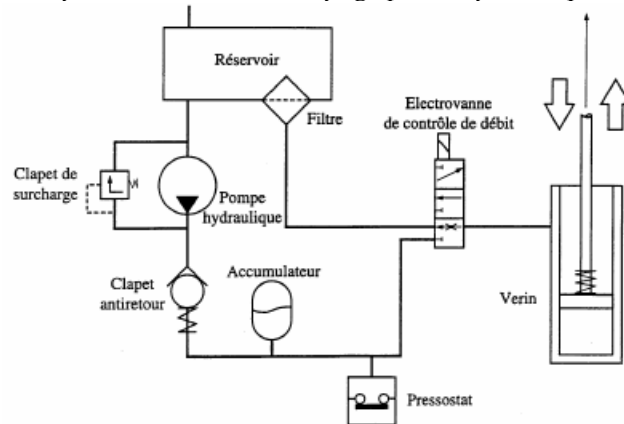 Réservoir
Filtre
Electrovanne
de contrôle de débit
Clapet de
surcharge
Pompe
hydraulique
Clapet
antiretour
Accumulateur
Verin
Pressostat